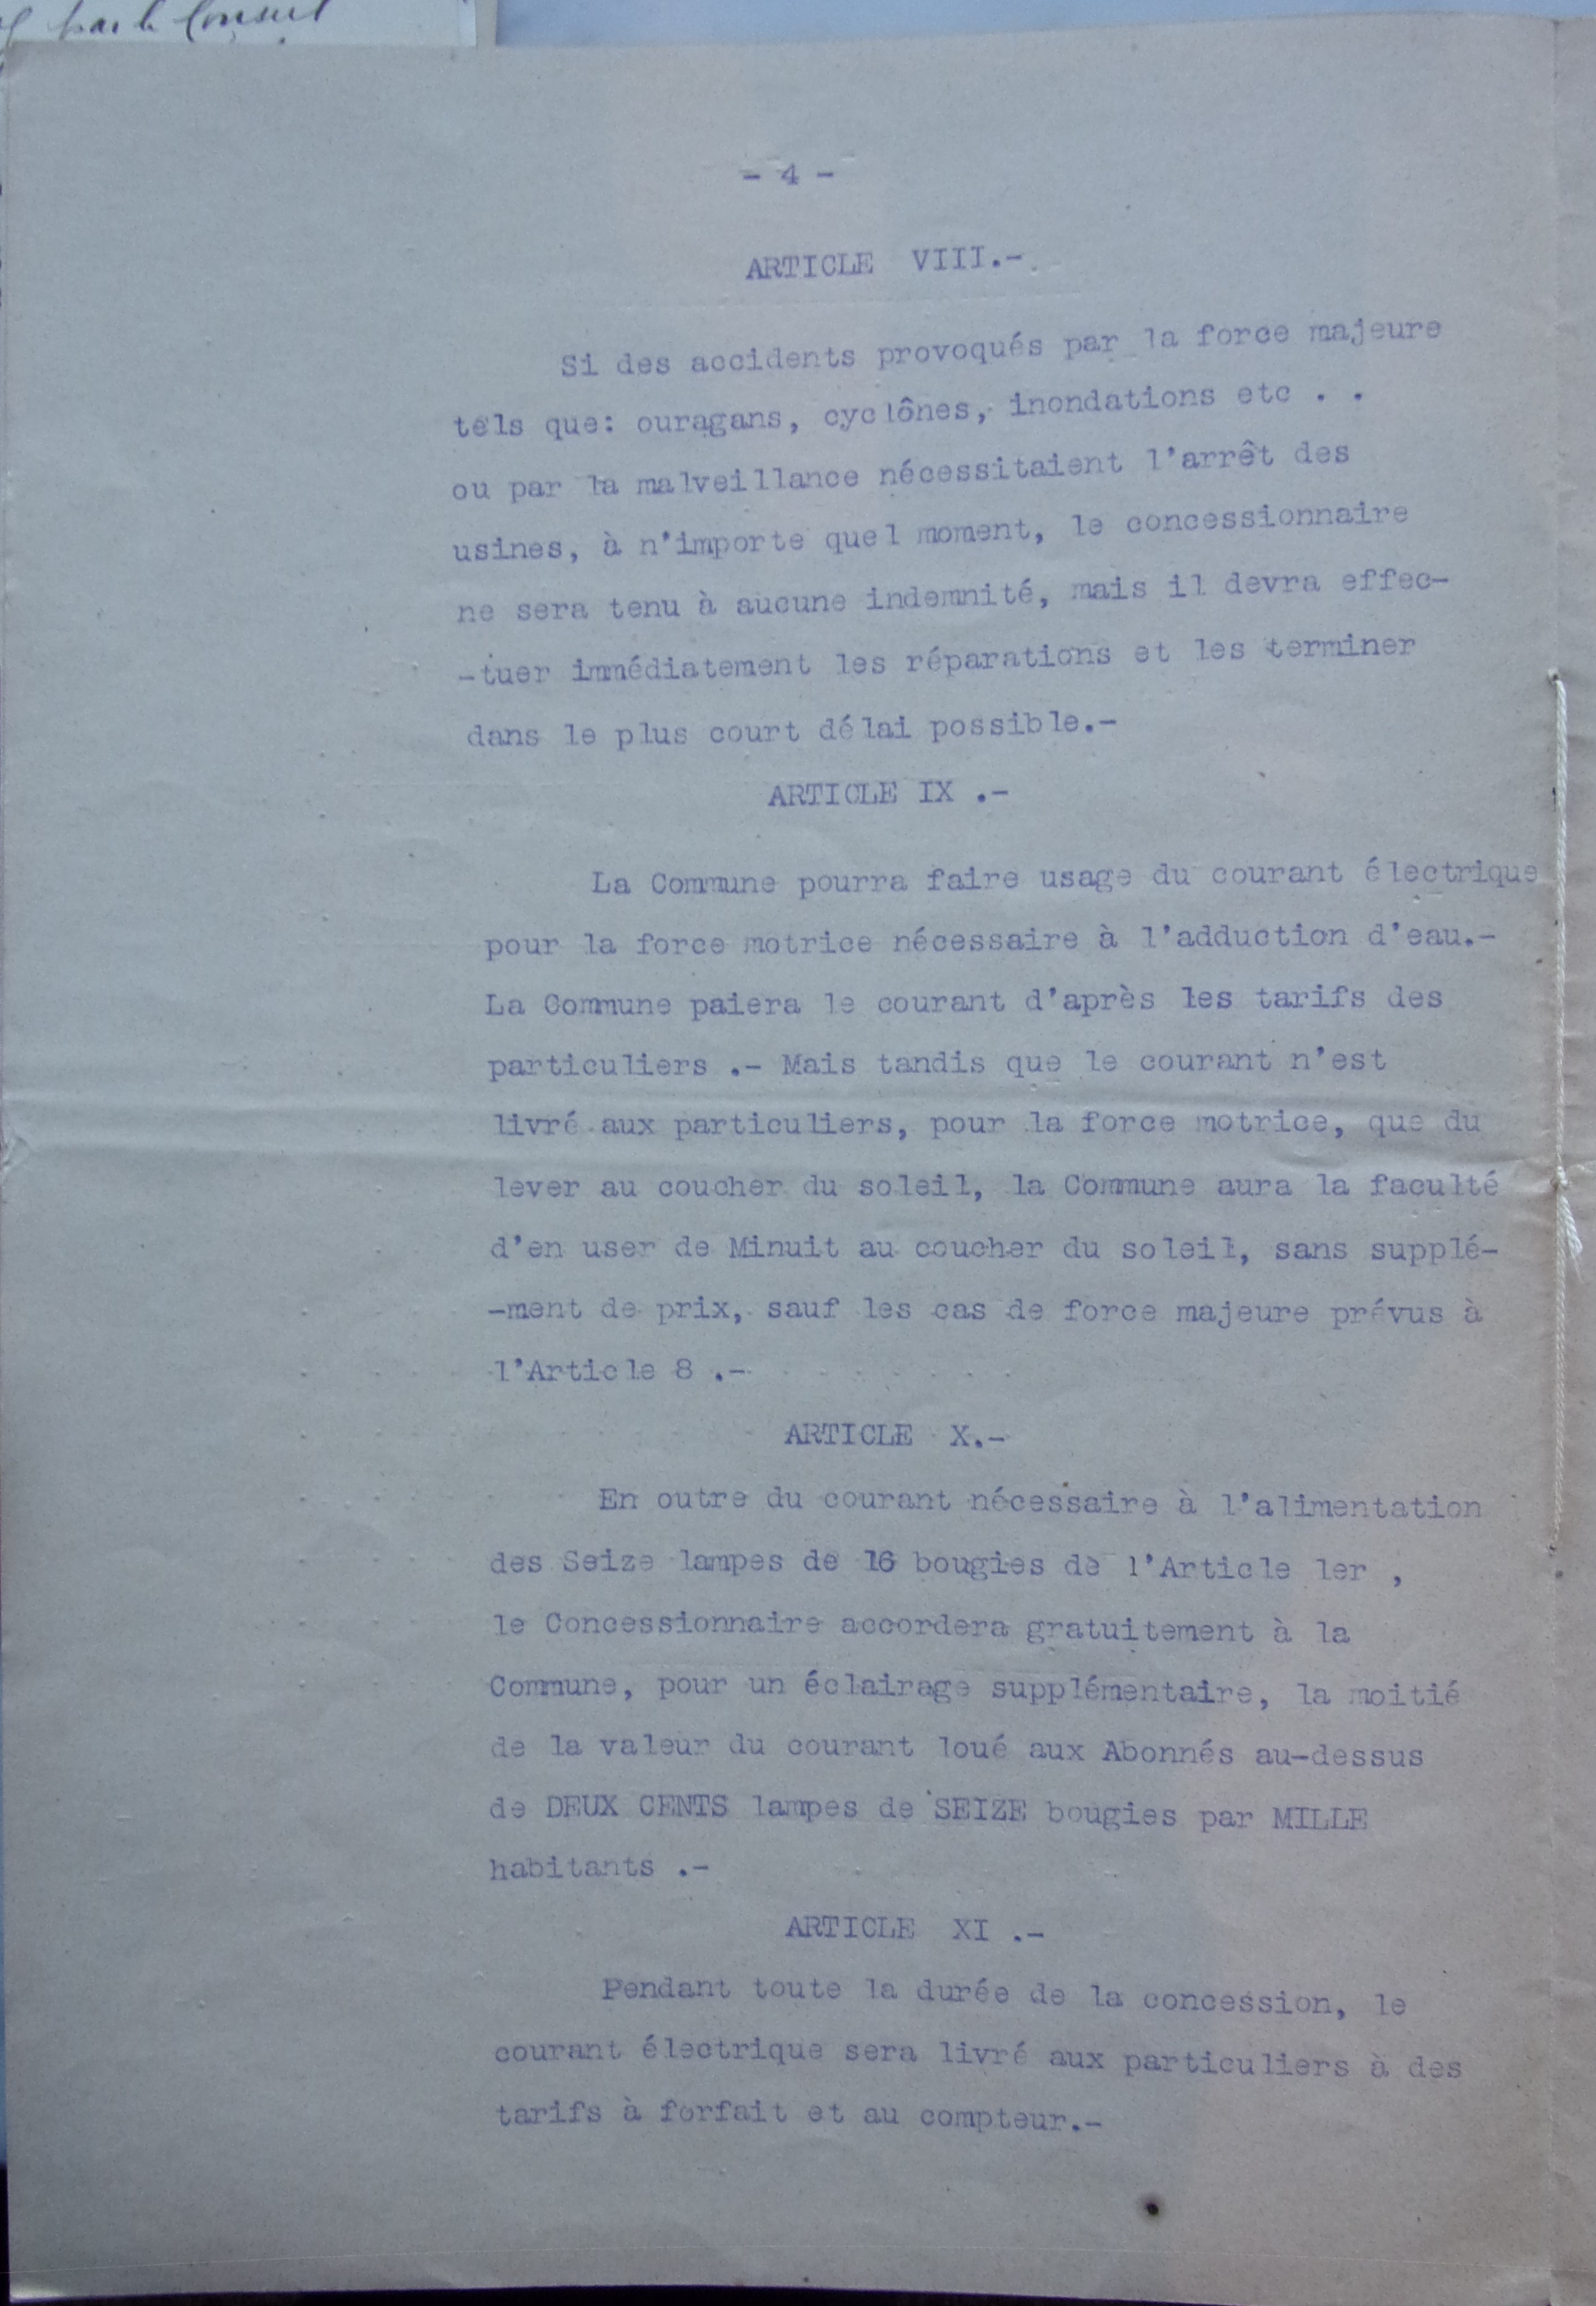 par le Conseil
- 4 -
ARTICLE VIII.-
Si des accidents provoqués par la force majeure
tels que: ouragans, cyclônes, inondations etc . .
ou par la malveillance nécessitaient l'arrêt des
usines, à n'importe quel moment, le concessionnaire
ne sera tenu à aucune indemnité, mais il devra effec-
-tuer immédiatement les réparations et les terminer
dans le plus court délai possible.-
ARTICLE IX .-
La Commune pourra faire usage du courant électrique
pour la force motrice nécessaire à l'adduction d'eau.-
La Commune paiera le courant d'après les tarifs des
particuliers .- Mais tandis que le courant n'est
livré aux particuliers, pour la force motrice, que du
lever au coucher du soleil, la Commune aura la faculté
d'en user de Minuit au coucher du soleil, sans supplé-
-ment de prix, sauf les cas de force majeure prévus à
l'Article 8 .-
ARTICLE X.-
En outre du courant nécessaire à l'alimentation
des Seize lampes de 16 bougies de l'Article 1er ,
le Concessionnaire accordera gratuitement à la
Commune, pour un éclairage supplémentaire, la moitié
de la valeur du courant loué aux Abonnés au-dessus
de DEUX CENTS lampes de SEIZE bougies par MILLE
habitants .-
ARTICLE XI .-
Pendant toute la durée de la concession, le
courant électrique sera livré aux particuliers à des
tarifs à forfait et au compteur.-